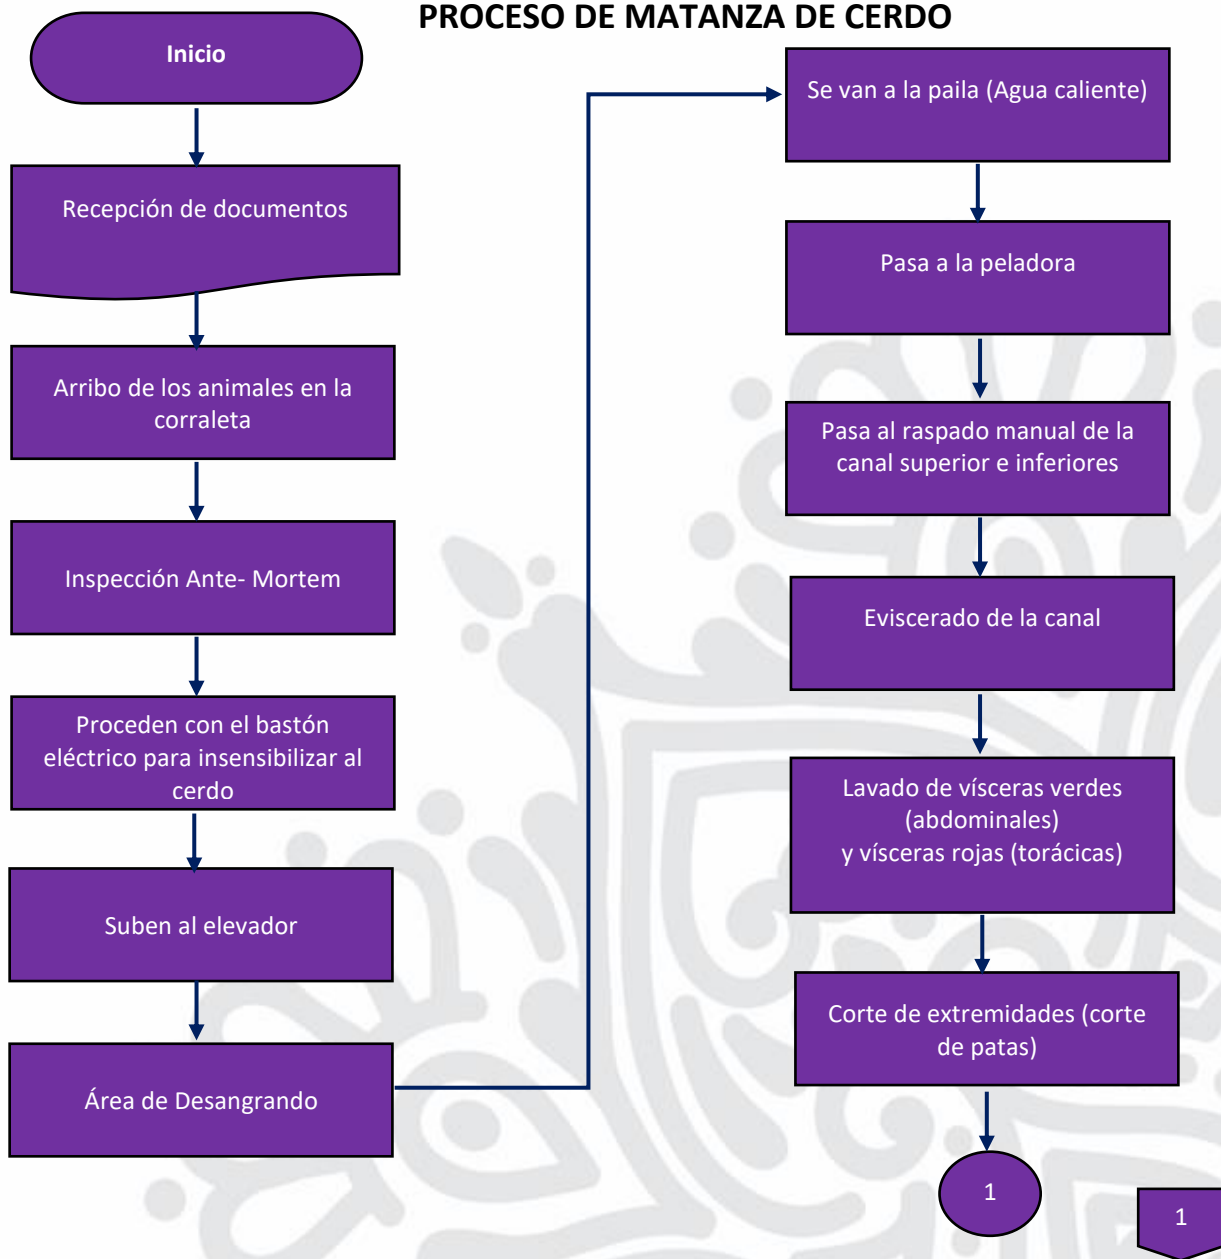 PROCESO DE MATANZA DE CERDO
Inicio
Recepción de documentos
Arribo de los animales en la
corraleta
Inspección Ante- Mortem
Proceden con el bastón
eléctrico para insensibilizar al
cerdo
Suben al elevador
Área de Desangrando
Se van a la paila (Agua caliente)
Pasa a la peladora
Pasa al raspado manual de la
canal superior e inferiores
Eviscerado de la canal
Lavado de vísceras verdes
(abdominales)
y vísceras rojas (torácicas)
Corte de extremidades (corte
de patas)
1
1